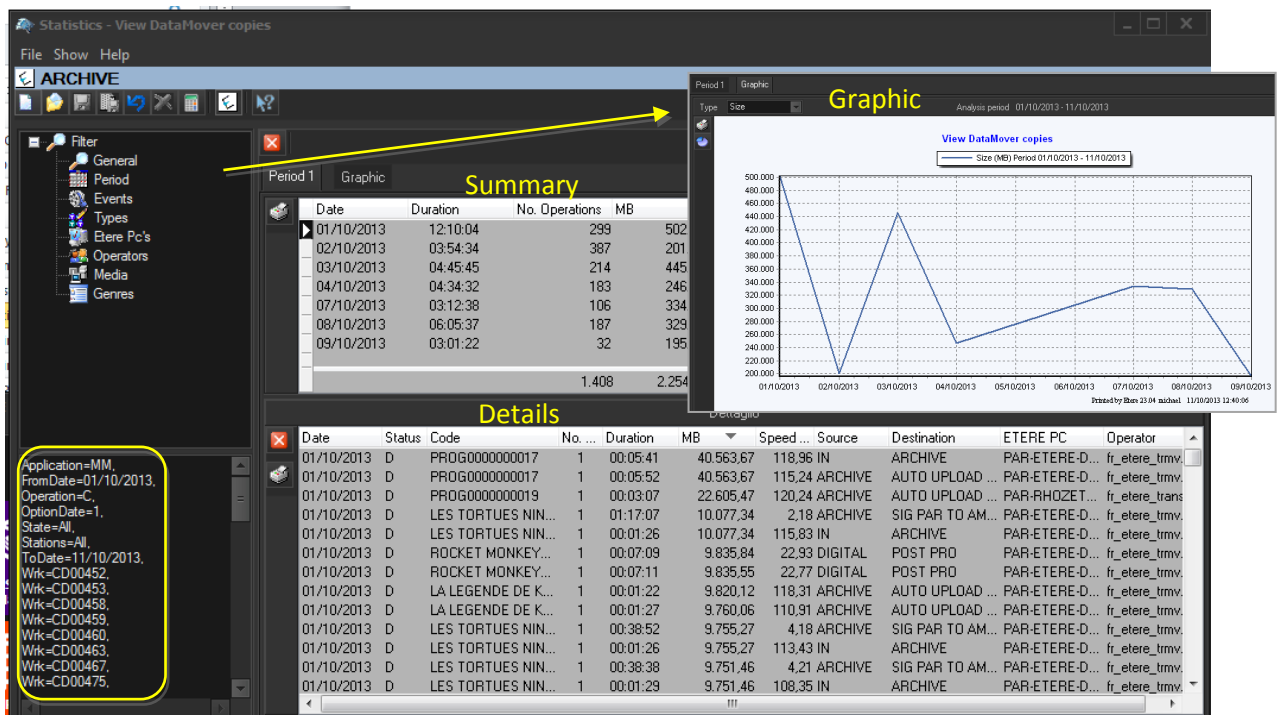 Statistics - View DataMover copies
File Show Help
ARCHIVE
Filter
General
Period
Events
Types
Etere Pc's
Operators
Media
Genres
Period 1 Graphic
Summary
Date Duration No. Operations MB
01/10/2013 12:10:04 299 502.
02/10/2013 03:54:34 387 201.
03/10/2013 04:45:45 214 445.
04/10/2013 04:34:32 183 246.
07/10/2013 03:12:38 106 334.
08/10/2013 06:05:37 187 329.
09/10/2013 03:01:22 32 195.
1.408 2.254
Period 1 Graphic
Type Size
Graphic
Analysis period 01/10/2013 - 11/10/2013
View DataMover copies
Size (MB) Period 01/10/2013 - 11/10/2013
500.000
480.000
460.000
440.000
420.000
400.000
380.000
360.000
340.000
320.000
300.000
280.000
260.000
240.000
220.000
200.000
01/10/2013 02/10/2013 03/10/2013 04/10/2013 05/10/2013 06/10/2013 07/10/2013 08/10/2013 09/10/2013
Printed by Etere 23.04 michael 11/10/2013 12:40:06
Details
Dettaglio
Date Status Code No. ... Duration MB Speed ... Source Destination ETERE PC Operator
01/10/2013 D PROG0000000017 1 00:05:41 40.563,67 118,96 IN ARCHIVE PAR-ETERE-D... fr_etere_trmv.
01/10/2013 D PROG0000000017 1 00:05:52 40.563,67 115,24 ARCHIVE AUTO UPLOAD ... PAR-ETERE-D... fr_etere_trmv.
01/10/2013 D PROG0000000019 1 00:03:07 22.605,47 120,24 ARCHIVE AUTO UPLOAD ... PAR-RHOZET... fr_etere_trans
01/10/2013 D LES TORTUES NIN... 1 01:17:07 10.077,34 2,18 ARCHIVE SIG PAR TO AM... PAR-ETERE-D... fr_etere_trmv.
01/10/2013 D LES TORTUES NIN... 1 00:01:26 10.077,34 115,83 IN ARCHIVE PAR-ETERE-D... fr_etere_trmv.
01/10/2013 D ROCKET MONKEY... 1 00:07:09 9.835,84 22,93 DIGITAL POST PRO PAR-ETERE-D... fr_etere_trmv.
01/10/2013 D ROCKET MONKEY... 1 00:07:11 9.835,55 22,77 DIGITAL POST PRO PAR-ETERE-D... fr_etere_trmv.
01/10/2013 D LA LEGENDE DE K... 1 00:01:22 9.820,12 118,31 ARCHIVE AUTO UPLOAD ... PAR-ETERE-D... fr_etere_trmv.
01/10/2013 D LA LEGENDE DE K... 1 00:01:27 9.760,06 110,91 ARCHIVE AUTO UPLOAD ... PAR-ETERE-D... fr_etere_trmv.
01/10/2013 D LES TORTUES NIN... 1 00:38:52 9.755,27 4,18 ARCHIVE SIG PAR TO AM... PAR-ETERE-D... fr_etere_trmv.
01/10/2013 D LES TORTUES NIN... 1 00:01:26 9.755,27 113,43 IN ARCHIVE PAR-ETERE-D... fr_etere_trmv.
01/10/2013 D LES TORTUES NIN... 1 00:38:38 9.751,46 4,21 ARCHIVE SIG PAR TO AM... PAR-ETERE-D... fr_etere_trmv.
01/10/2013 D LES TORTUES NIN... 1 00:01:29 9.751,46 108,35 IN ARCHIVE PAR-ETERE-D... fr_etere_trmv.
Application=MM,
FromDate=01/10/2013,
Operation=C,
OptionDate=1,
State=All,
Stations=All,
ToDate=11/10/2013,
Wrk=CD00452,
Wrk=CD00453,
Wrk=CD00458,
Wrk=CD00459,
Wrk=CD00460,
Wrk=CD00463,
Wrk=CD00467,
Wrk=CD00475,